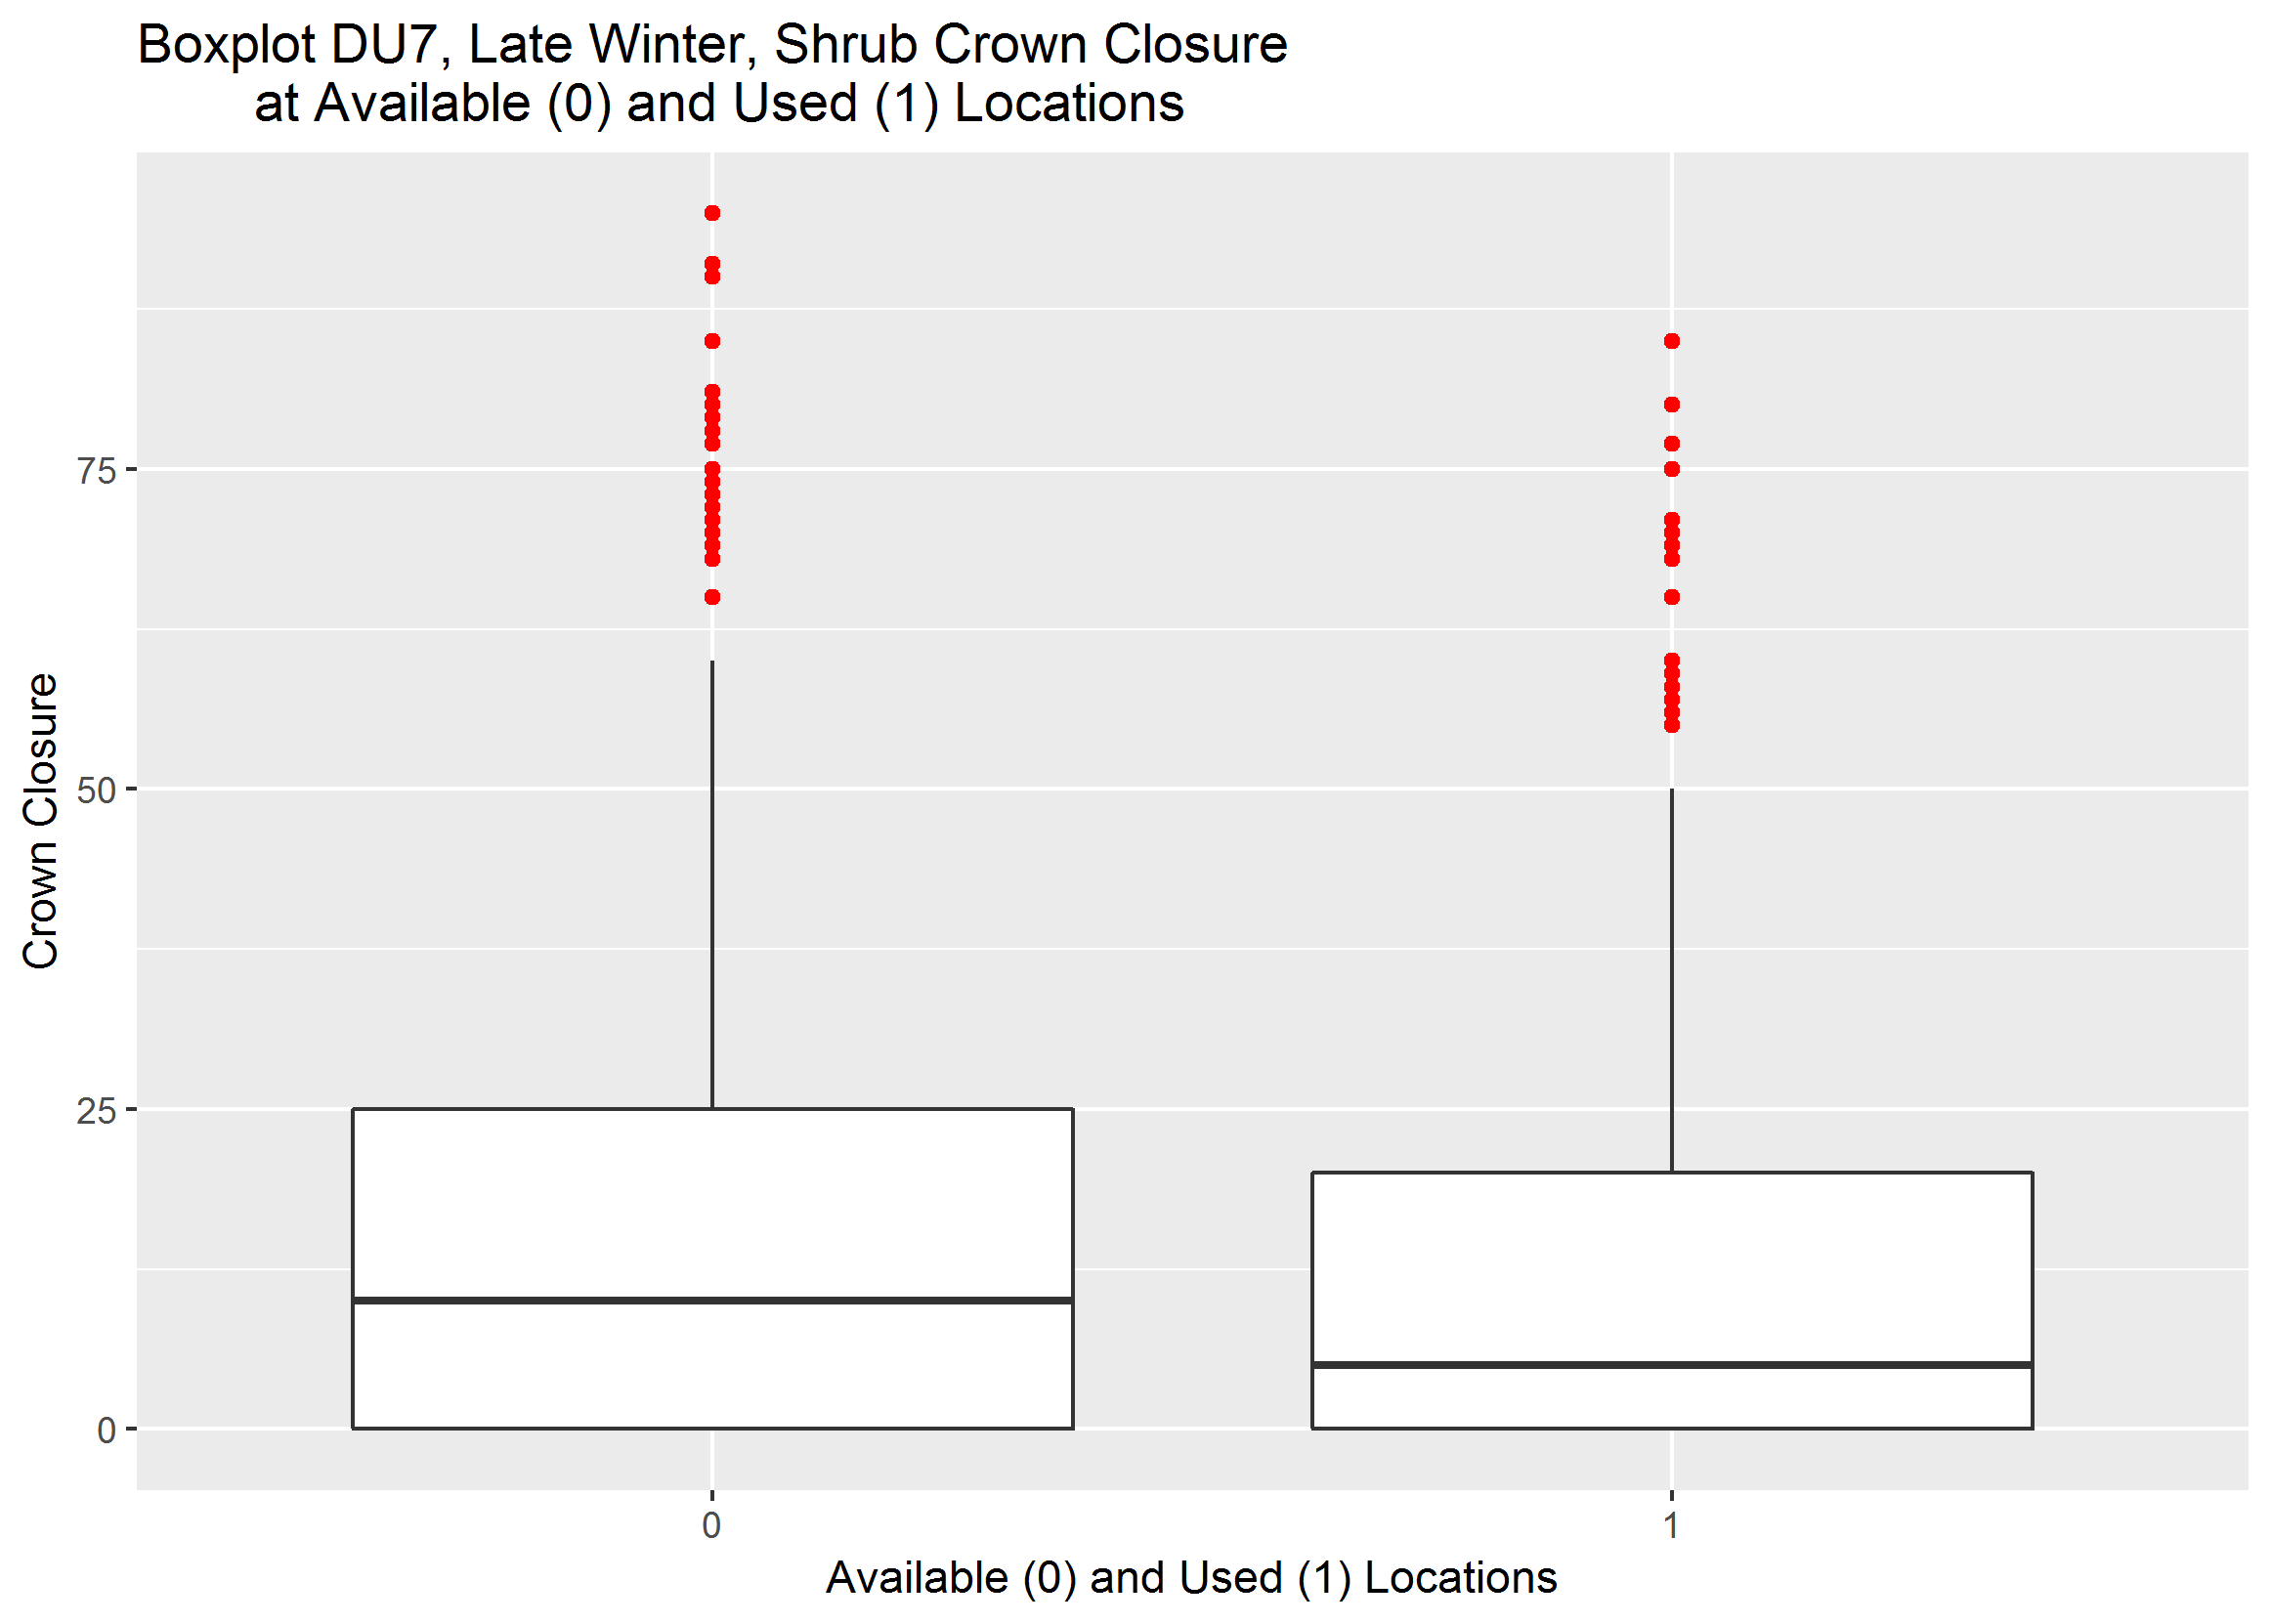 Boxplot DU7, Late Winter, Shrub Crown Closure
at Available (0) and Used (1) Locations
Crown Closure
75
50
25
0
0
1
Available (0) and Used (1) Locations